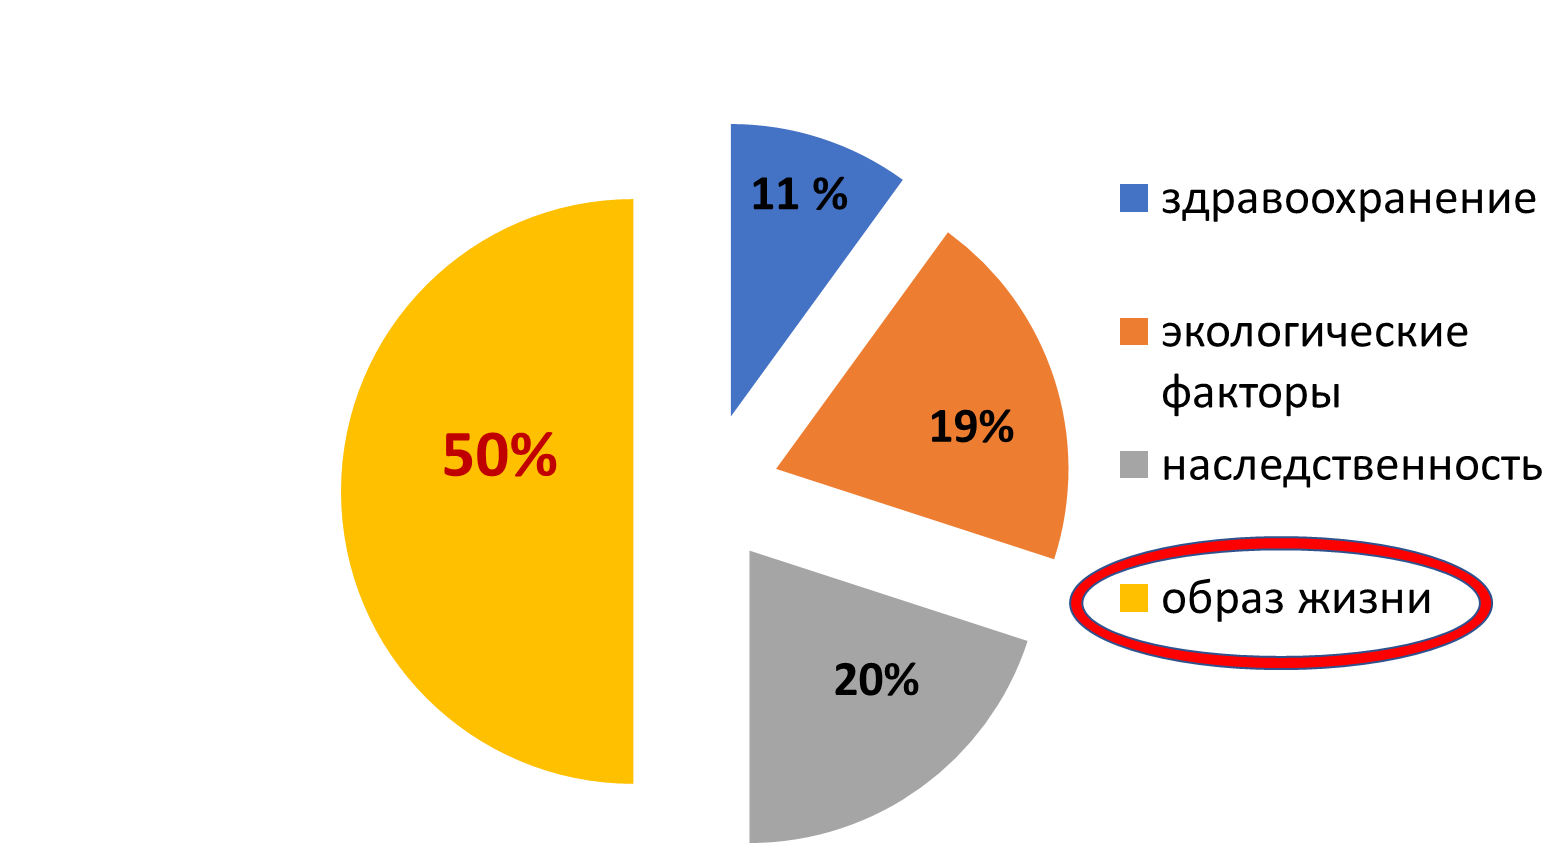 11 %
19%
20%
50%
здравоохранение
экологические
факторы
наследственность
образ жизни